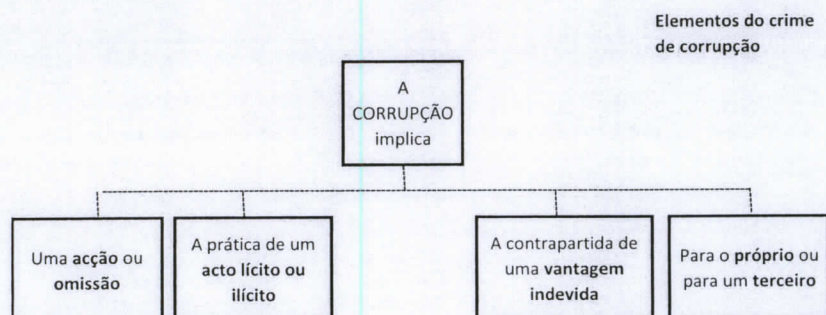 Elementos do crime
de corrupção
A
CORRUPÇÃO
implica
Uma acção ou
omissão
A prática de um
acto lícito ou
ilícito
A contrapartida de
uma vantagem
indevida
Para o próprio ou
para um terceiro